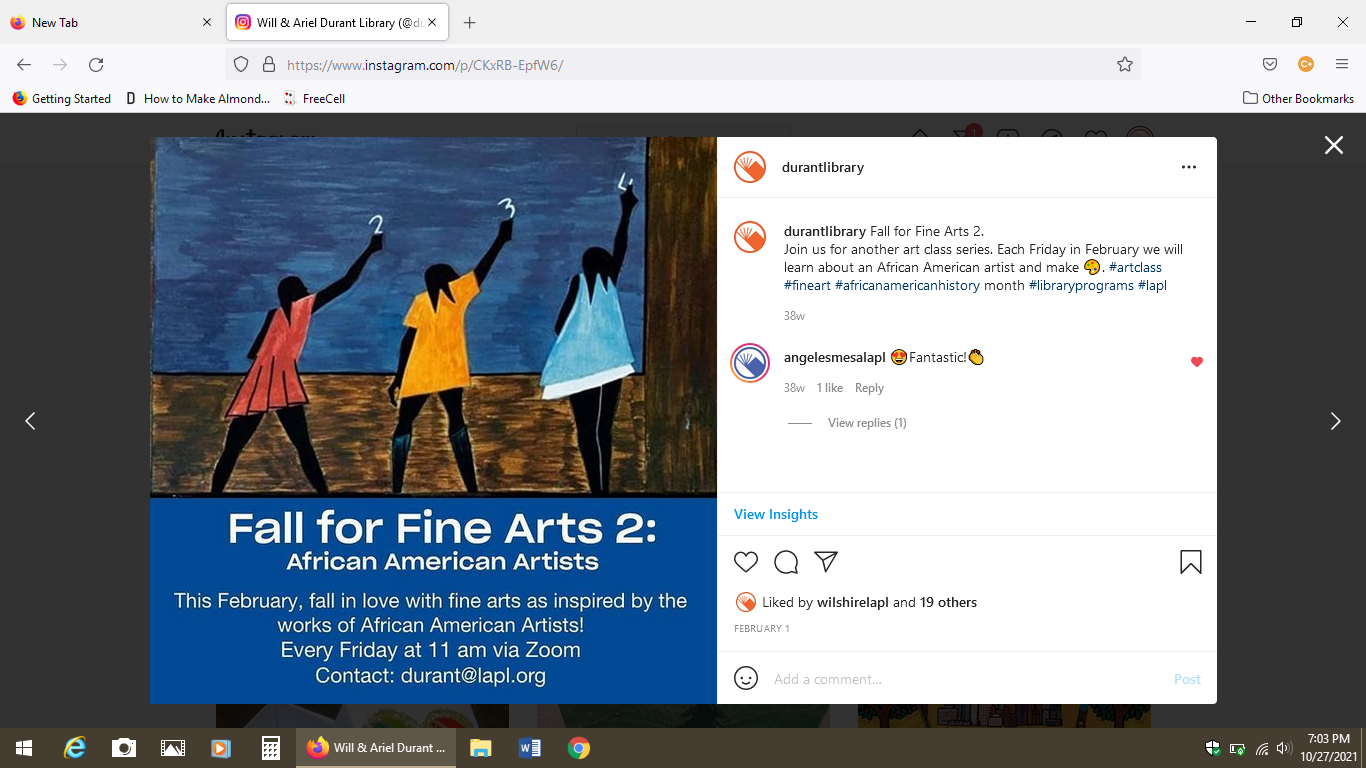 New Tab
Will & Ariel Durant Library (@du
https://www.instagram.com/p/CKxRB-EpfW6/
Getting Started
How to Make Almond...
FreeCell
Other Bookmarks
2
3
4
Fall for Fine Arts 2:
African American Artists
This February, fall in love with fine arts as inspired by the
works of African American Artists!
Every Friday at 11 am via Zoom
Contact: durant@lapl.org
durantlibrary
durantlibrary Fall for Fine Arts 2.
Join us for another art class series. Each Friday in February we will
learn about an African American artist and make 🎨. #artclass
#fineart #africanamericanhistory month #libraryprograms #lapl
38w
angelesmesalapl 😍Fantastic!👏
38w 1 like Reply
View replies (1)
View Insights
Liked by wilshirelapl and 19 others
FEBRUARY 1
Add a comment...
Post
Will & Ariel Durant ...
7:03 PM
10/27/2021